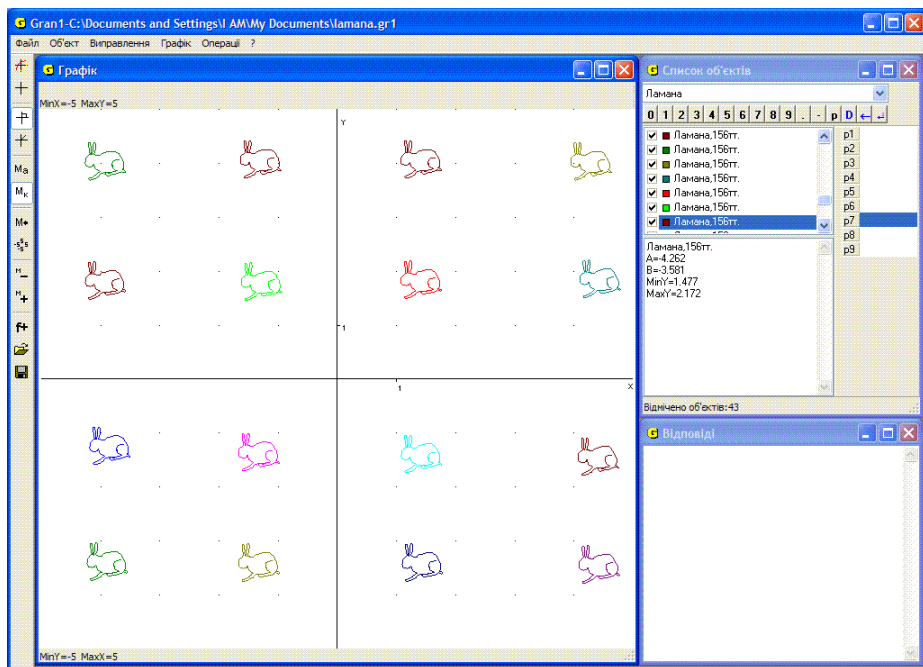 Gran1-C:\Documents and Settings\I AM\My Documents\lamana.gr1
Файл Об'єкт Виправлення Графік Операції ?
Графік
MinX=-5 MaxY=5
Y
1
X
1
MinY=-5 MaxX=5
Ma
Mк
M+
-5 5
M
M+
f+
Список об'єктів
Ламана
0 1 2 3 4 5 6 7 8 9 . - p D ← ↵
Ламана,156тт. p1
Ламана,156тт. p2
Ламана,156тт. p3
Ламана,156тт. p4
Ламана,156тт. p5
Ламана,156тт. p6
Ламана,156тт. p7
p8
p9
Ламана,156тт.
A=-4.262
B=-3.581
MinY=1.477
MaxY=2.172
Відмічено об'єктів:43
Відповіді